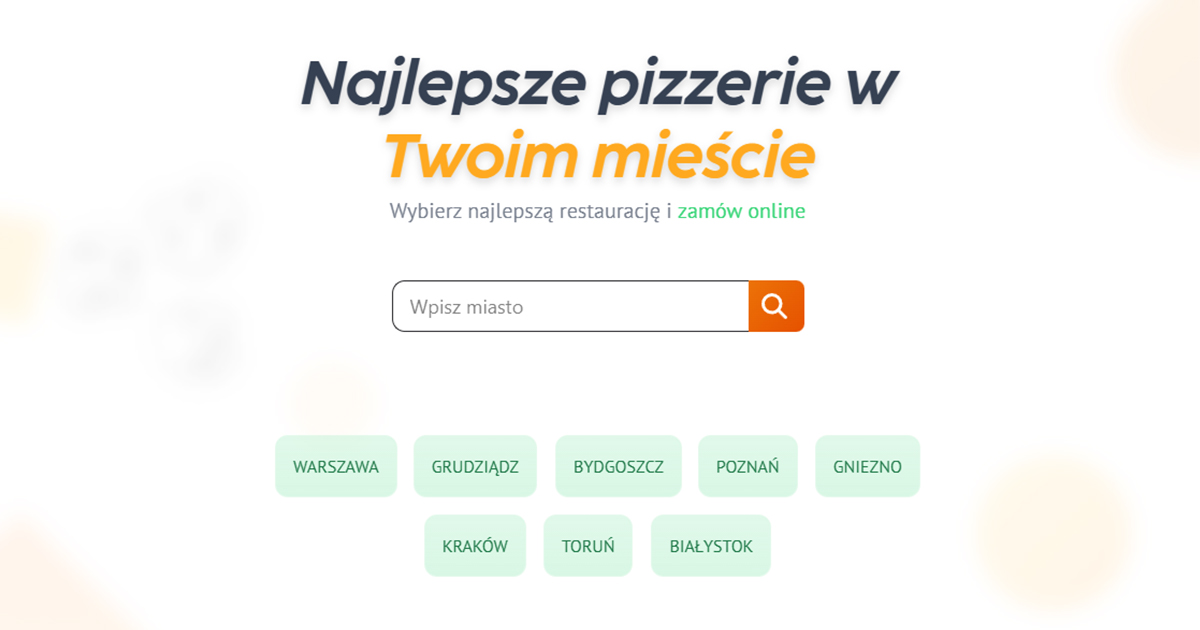 Najlepsze pizzerie w
Twoim mieście
Wybierz najlepszą restaurację i zamów online
Wpisz miasto
WARSZAWA GRUDZIĄDZ BYDGOSZCZ POZNAŃ GNIEZNO
KRAKÓW TORUŃ BIAŁYSTOK